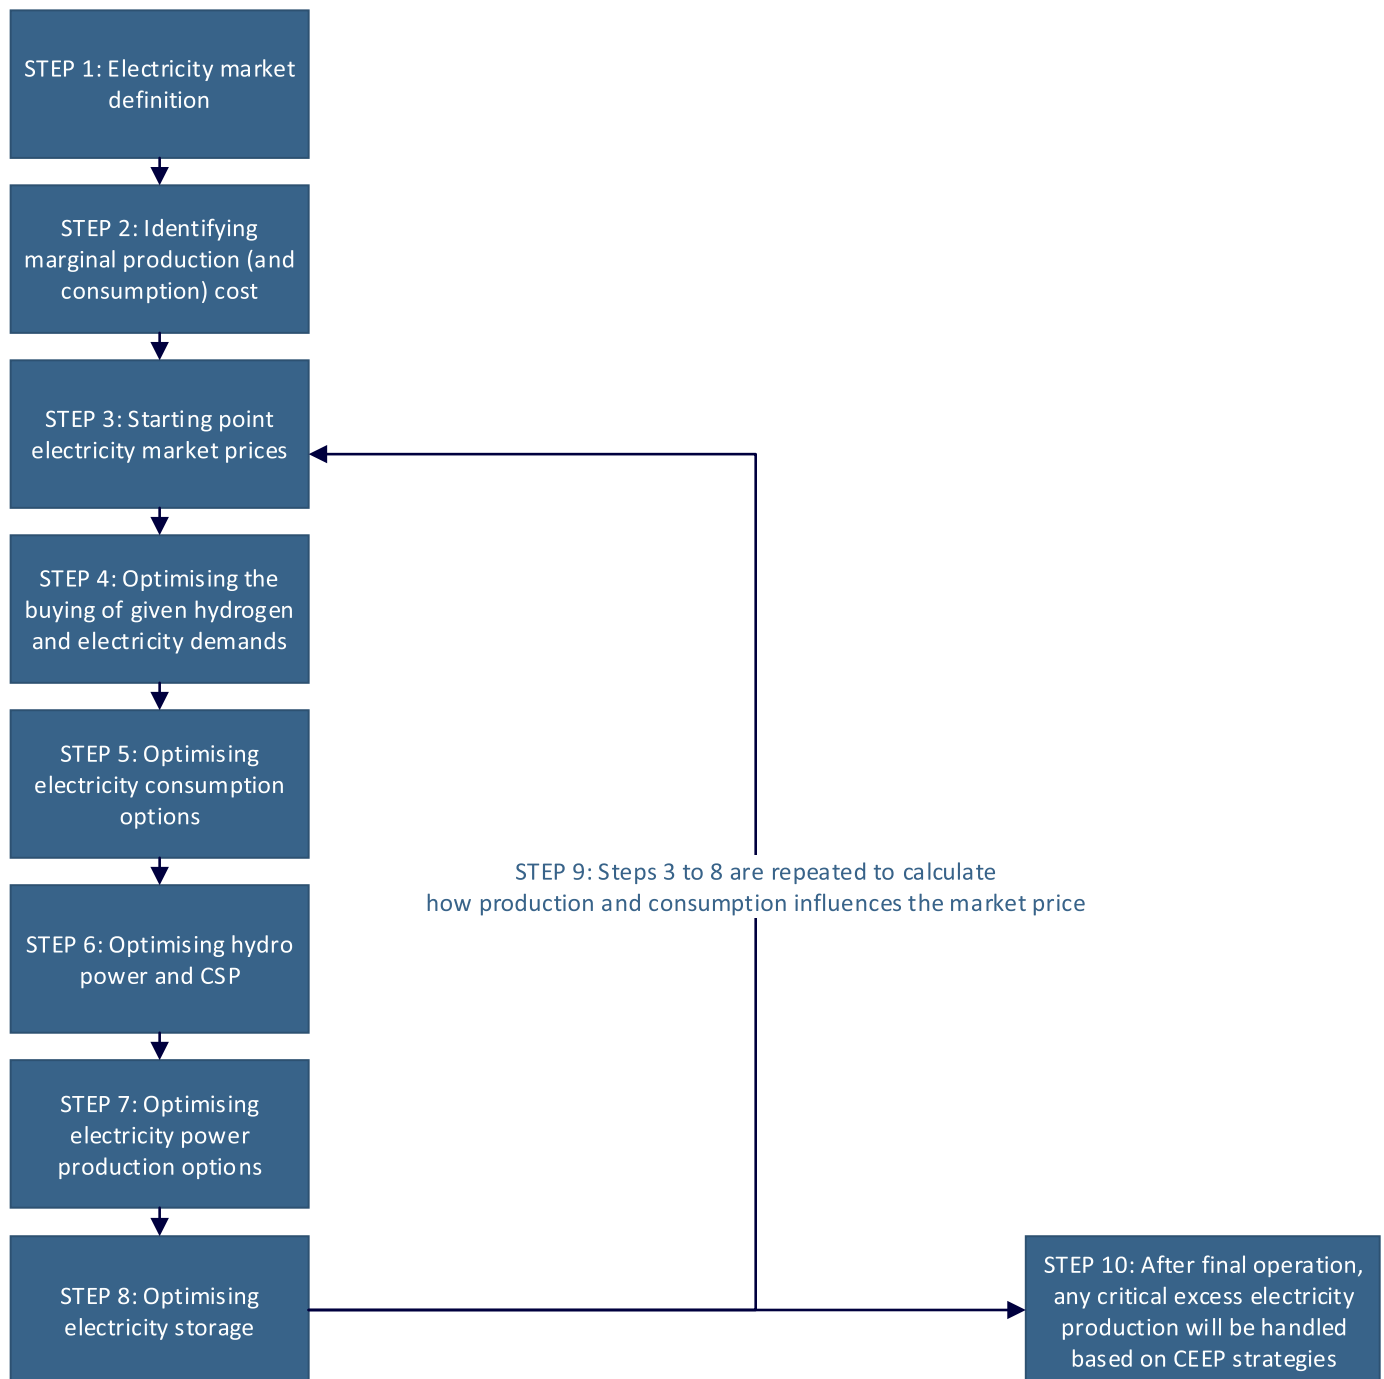 STEP 1: Electricity market
definition
STEP 2: Identifying
marginal production (and
consumption) cost
STEP 3: Starting point
electricity market prices
STEP 4: Optimising the
buying of given hydrogen
and electricity demands
STEP 5: Optimising
electricity consumption
options
STEP 6: Optimising hydro
power and CSP
STEP 7: Optimising
electricity power
production options
STEP 8: Optimising
electricity storage
STEP 9: Steps 3 to 8 are repeated to calculate
how production and consumption influences the market price
STEP 10: After final operation,
any critical excess electricity
production will be handled
based on CEEP strategies